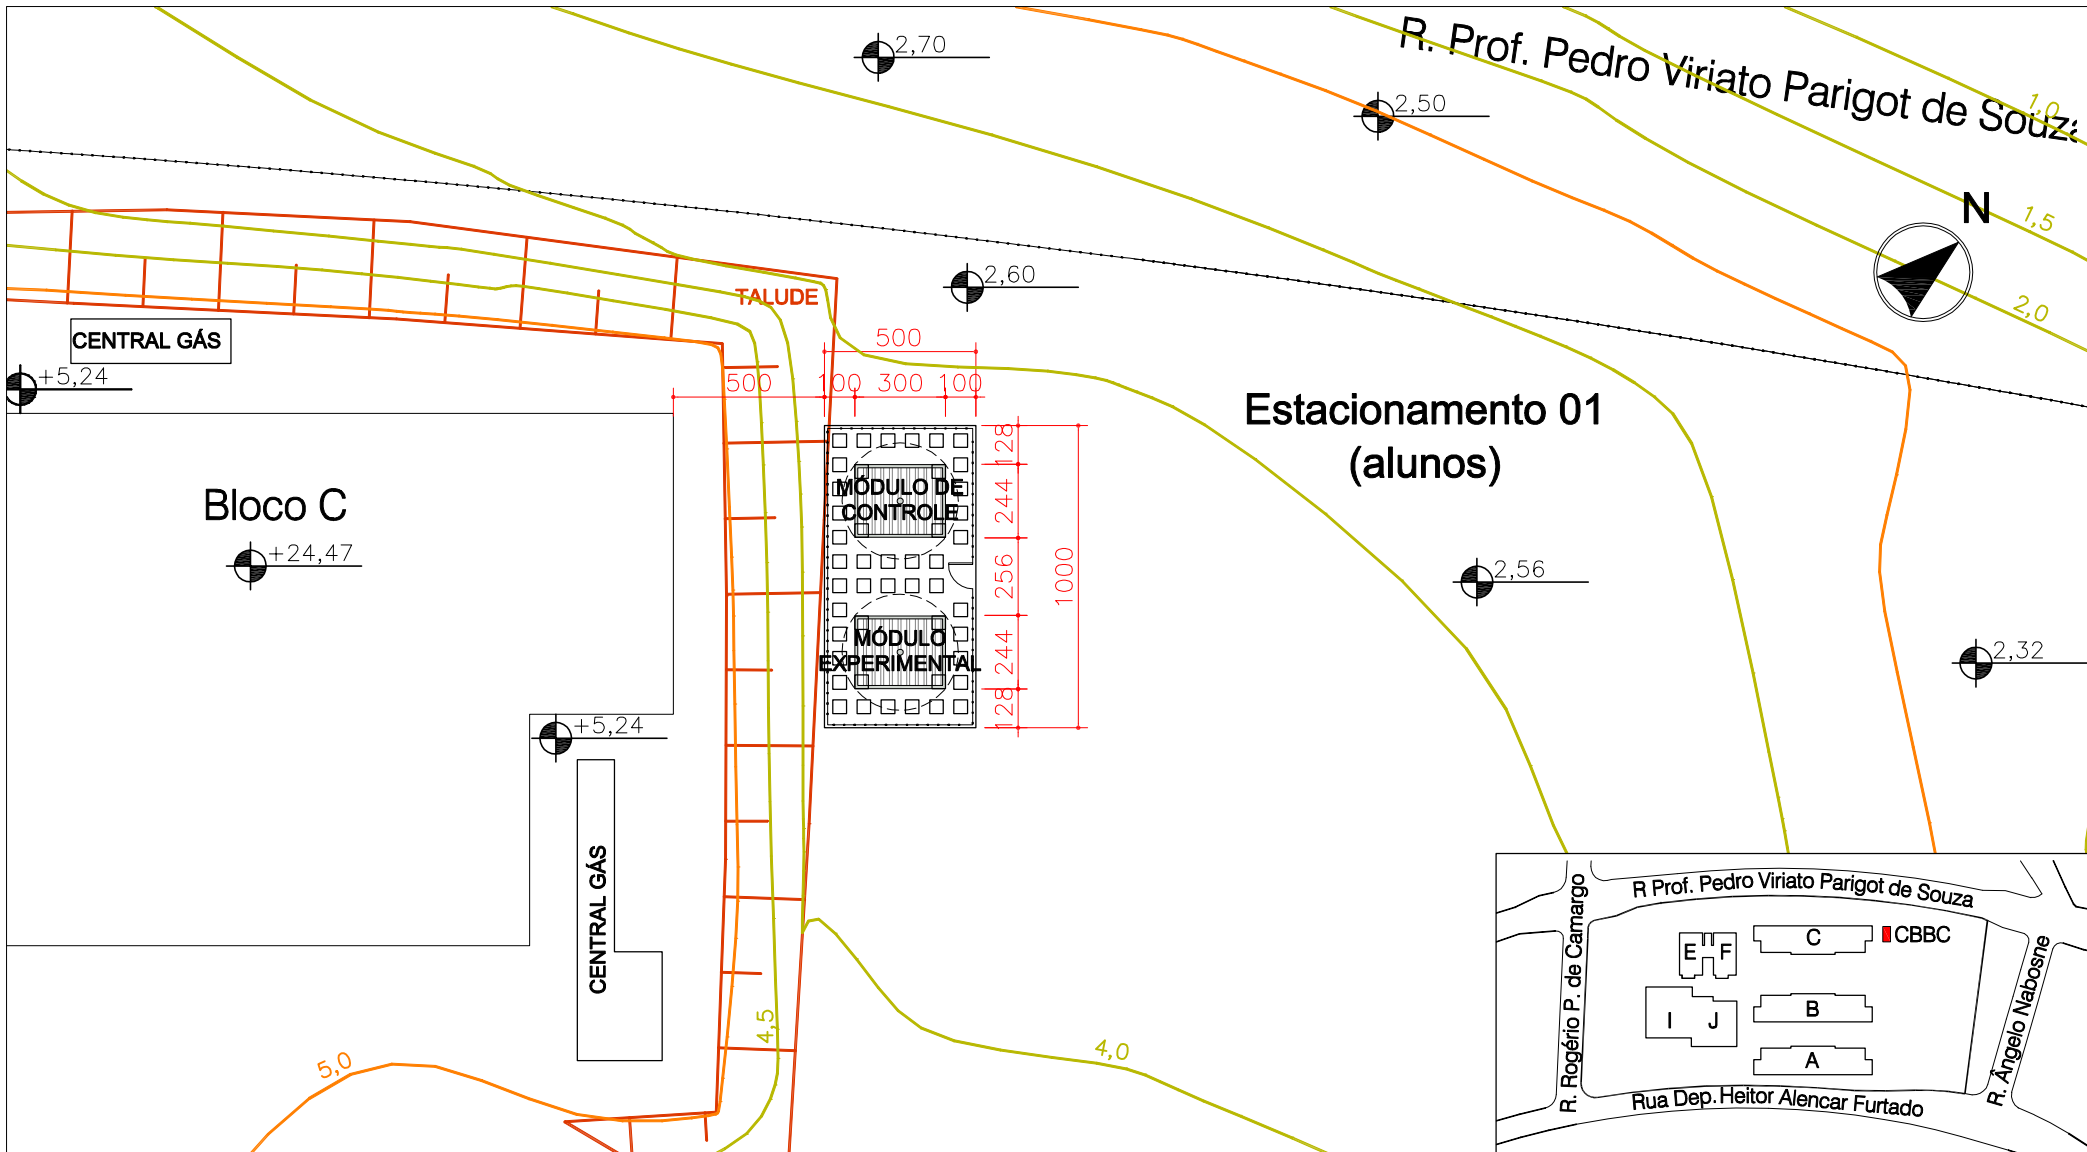 R. Prof. Pedro Viriato Parigot de Souza
2,70
2,50
1,0
N
1,5
2,0
2,60
TALUDE
CENTRAL GÁS
+5,24
500
500
100
300
100
Estacionamento 01
(alunos)
Bloco C
+24,47
MÓDULO DE
CONTROLE
128
244
256
244
128
1000
2,56
MÓDULO
EXPERIMENTAL
2,32
+5,24
CENTRAL GÁS
4,5
5,0
4,0
R Prof. Pedro Viriato Parigot de Souza
R. Rogério P. de Camargo
E
F
C
CBBC
I
J
B
A
R. Ângelo Nabosne
Rua Dep. Heitor Alencar Furtado